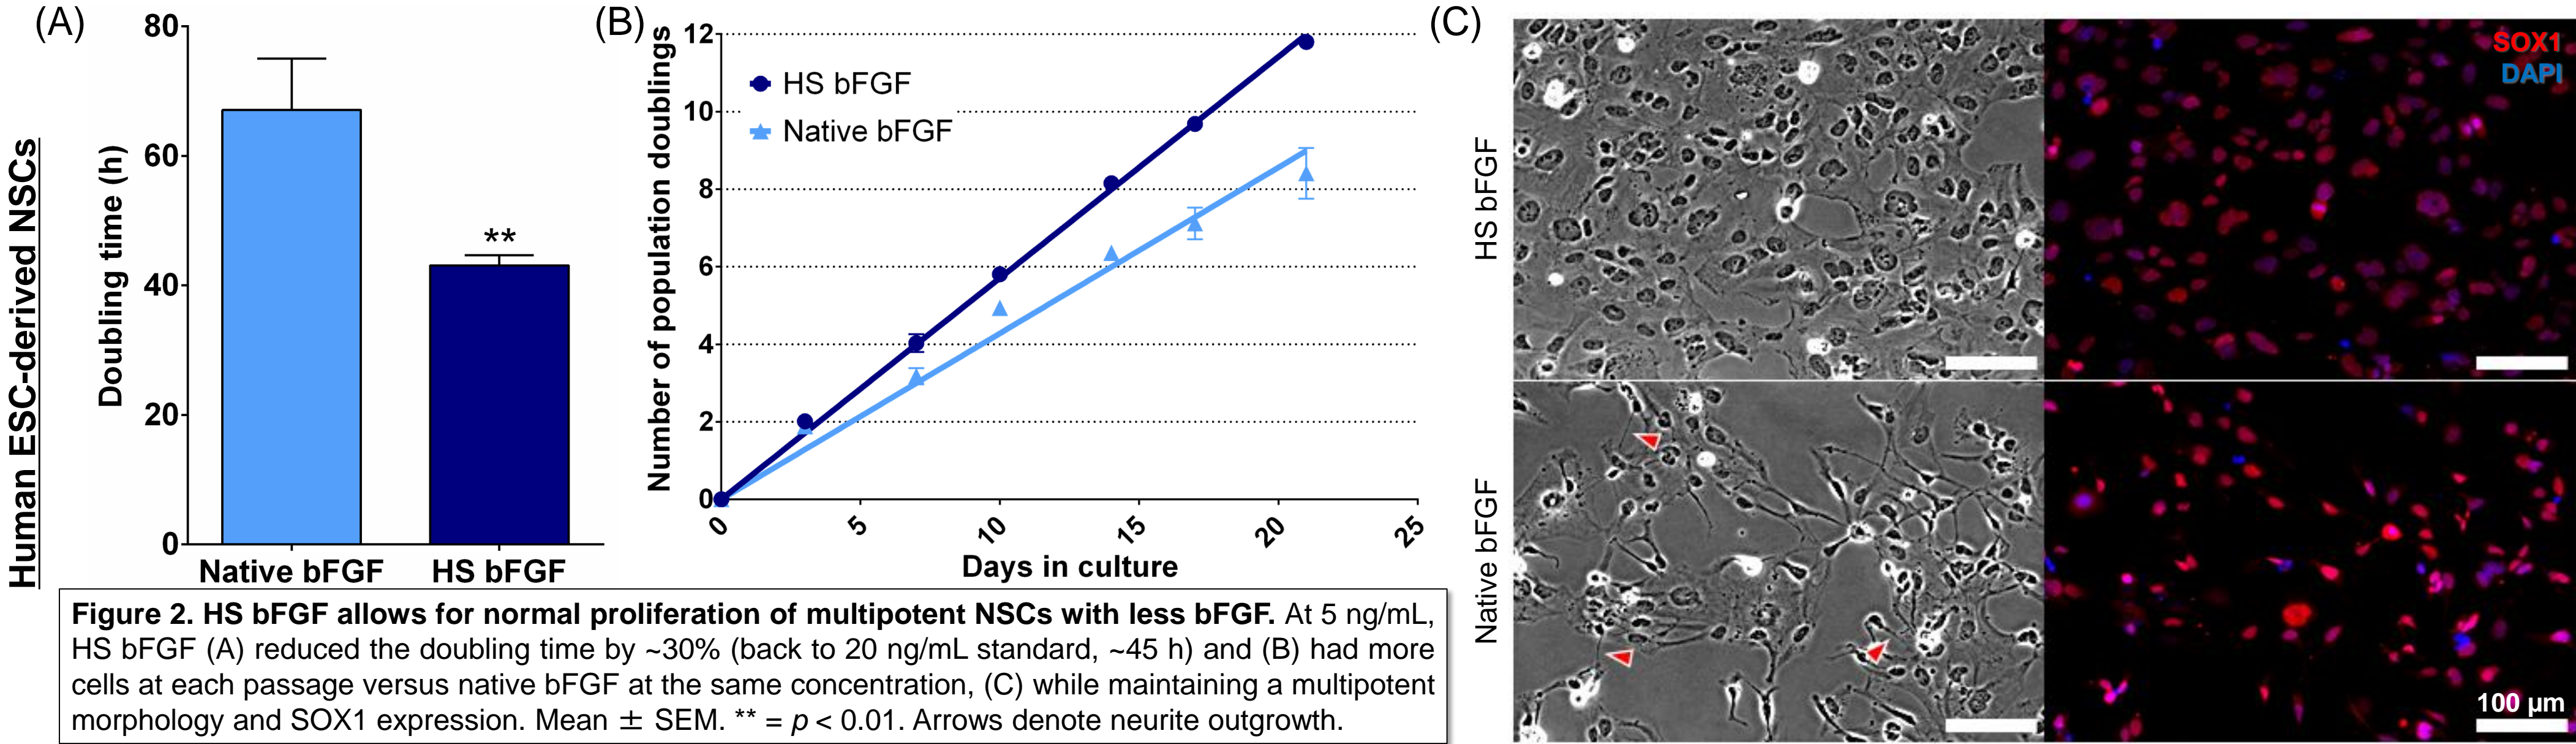 (A)
Human ESC-derived NSCs
Doubling time (h)
80
60
40
20
0
**
Native bFGF
HS bFGF
(B)
Number of population doublings
12
10
8
6
4
2
0
HS bFGF
Native bFGF
0
5
10
15
20
25
Days in culture
(C)
HS bFGF
Native bFGF
SOX1
DAPI
100 µm
Figure 2. HS bFGF allows for normal proliferation of multipotent NSCs with less bFGF. At 5 ng/mL,
HS bFGF (A) reduced the doubling time by ~30% (back to 20 ng/mL standard, ~45 h) and (B) had more
cells at each passage versus native bFGF at the same concentration, (C) while maintaining a multipotent
morphology and SOX1 expression. Mean ± SEM. ** = p < 0.01. Arrows denote neurite outgrowth.